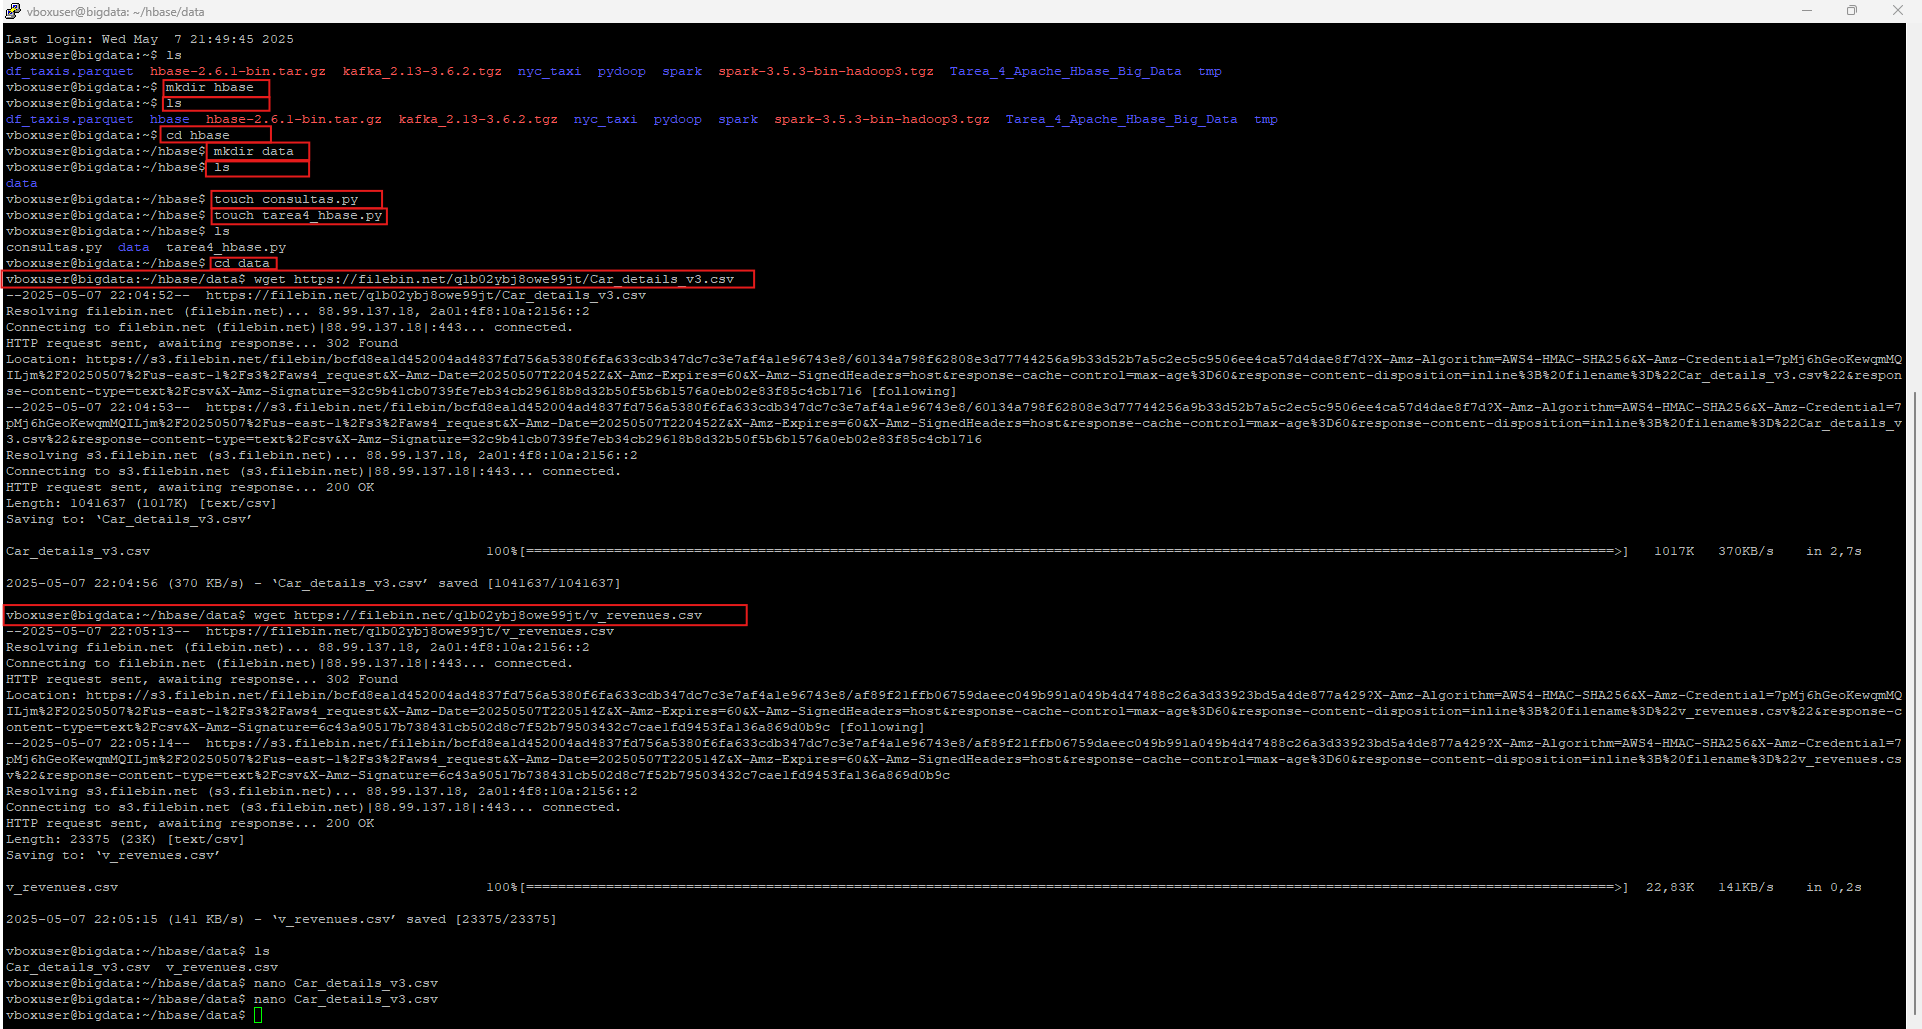 vboxuser@bigdata: ~/hbase/data
Last login: Wed May  7 21:49:45 2025
vboxuser@bigdata:~$ ls
df_taxis.parquet  hbase-2.6.1-bin.tar.gz  kafka_2.13-3.6.2.tgz  nyc_taxi  pydoop  spark  spark-3.5.3-bin-hadoop3.tgz  Tarea_4_Apache_Hbase_Big_Data  tmp
vboxuser@bigdata:~$ mkdir hbase
vboxuser@bigdata:~$ ls
df_taxis.parquet  hbase  hbase-2.6.1-bin.tar.gz  kafka_2.13-3.6.2.tgz  nyc_taxi  pydoop  spark  spark-3.5.3-bin-hadoop3.tgz  Tarea_4_Apache_Hbase_Big_Data  tmp
vboxuser@bigdata:~$ cd hbase
vboxuser@bigdata:~/hbase$ mkdir data
vboxuser@bigdata:~/hbase$ ls
data
vboxuser@bigdata:~/hbase$ touch consultas.py
vboxuser@bigdata:~/hbase$ touch tarea4_hbase.py
vboxuser@bigdata:~/hbase$ ls
consultas.py  data  tarea4_hbase.py
vboxuser@bigdata:~/hbase$ cd data
vboxuser@bigdata:~/hbase/data$ wget https://filebin.net/qlb02ybj8owe99jt/Car_details_v3.csv
--2025-05-07 22:04:52--  https://filebin.net/qlb02ybj8owe99jt/Car_details_v3.csv
Resolving filebin.net (filebin.net)... 88.99.137.18, 2a01:4f8:10a:2156::2
Connecting to filebin.net (filebin.net)|88.99.137.18|:443... connected.
HTTP request sent, awaiting response... 302 Found
Location: https://s3.filebin.net/filebin/bcfd8ea1d452004ad4837fd756a5380f6fa633cdb347dc7c3e7af4a1e96743e8/60134a798f62808e3d77744256a9b33d52b7a5c2ec5c9506ee4ca57d4dae8f7d?X-Amz-Algorithm=AWS4-HMAC-SHA256&X-Amz-Credential=7pMj6hGeoKewqmMQ
ILjm%2F20250507%2Fus-east-1%2Fs3%2Faws4_request&X-Amz-Date=20250507T220452Z&X-Amz-Expires=60&X-Amz-SignedHeaders=host&response-cache-control=max-age%3D60&response-content-disposition=inline%3B%20filename%3D%22Car_details_v3.csv%22&respon
se-content-type=text%2Fcsv&X-Amz-Signature=32c9b41cb0739fe7eb34cb29618b8d32b50f5b6b1576a0eb02e83f85c4cb1716 [following]
--2025-05-07 22:04:53--  https://s3.filebin.net/filebin/bcfd8ea1d452004ad4837fd756a5380f6fa633cdb347dc7c3e7af4a1e96743e8/60134a798f62808e3d77744256a9b33d52b7a5c2ec5c9506ee4ca57d4dae8f7d?X-Amz-Algorithm=AWS4-HMAC-SHA256&X-Amz-Credential=7
pMj6hGeoKewqmMQILjm%2F20250507%2Fus-east-1%2Fs3%2Faws4_request&X-Amz-Date=20250507T220452Z&X-Amz-Expires=60&X-Amz-SignedHeaders=host&response-cache-control=max-age%3D60&response-content-disposition=inline%3B%20filename%3D%22Car_details_v
3.csv%22&response-content-type=text%2Fcsv&X-Amz-Signature=32c9b41cb0739fe7eb34cb29618b8d32b50f5b6b1576a0eb02e83f85c4cb1716
Resolving s3.filebin.net (s3.filebin.net)... 88.99.137.18, 2a01:4f8:10a:2156::2
Connecting to s3.filebin.net (s3.filebin.net)|88.99.137.18|:443... connected.
HTTP request sent, awaiting response... 200 OK
Length: 1041637 (1017K) [text/csv]
Saving to: ‘Car_details_v3.csv’
Car_details_v3.csv 100%[=====================================>] 1017K 370KB/s in 2,7s
2025-05-07 22:04:56 (370 KB/s) - ‘Car_details_v3.csv’ saved [1041637/1041637]
vboxuser@bigdata:~/hbase/data$ wget https://filebin.net/qlb02ybj8owe99jt/v_revenues.csv
--2025-05-07 22:05:13--  https://filebin.net/qlb02ybj8owe99jt/v_revenues.csv
Resolving filebin.net (filebin.net)... 88.99.137.18, 2a01:4f8:10a:2156::2
Connecting to filebin.net (filebin.net)|88.99.137.18|:443... connected.
HTTP request sent, awaiting response... 302 Found
Location: https://s3.filebin.net/filebin/bcfd8ea1d452004ad4837fd756a5380f6fa633cdb347dc7c3e7af4a1e96743e8/af89f21ffb06759daeec049b991a049b4d47488c26a3d33923bd5a4de877a429?X-Amz-Algorithm=AWS4-HMAC-SHA256&X-Amz-Credential=7pMj6hGeoKewqmMQ
ILjm%2F20250507%2Fus-east-1%2Fs3%2Faws4_request&X-Amz-Date=20250507T220514Z&X-Amz-Expires=60&X-Amz-SignedHeaders=host&response-cache-control=max-age%3D60&response-content-disposition=inline%3B%20filename%3D%22v_revenues.csv%22&response-c
ontent-type=text%2Fcsv&X-Amz-Signature=6c43a90517b738431cb502d8c7f52b79503432c7cae1fd9453fa136a869d0b9c [following]
--2025-05-07 22:05:14--  https://s3.filebin.net/filebin/bcfd8ea1d452004ad4837fd756a5380f6fa633cdb347dc7c3e7af4a1e96743e8/af89f21ffb06759daeec049b991a049b4d47488c26a3d33923bd5a4de877a429?X-Amz-Algorithm=AWS4-HMAC-SHA256&X-Amz-Credential=7
pMj6hGeoKewqmMQILjm%2F20250507%2Fus-east-1%2Fs3%2Faws4_request&X-Amz-Date=20250507T220514Z&X-Amz-Expires=60&X-Amz-SignedHeaders=host&response-cache-control=max-age%3D60&response-content-disposition=inline%3B%20filename%3D%22v_revenues.cs
v%22&response-content-type=text%2Fcsv&X-Amz-Signature=6c43a90517b738431cb502d8c7f52b79503432c7cae1fd9453fa136a869d0b9c
Resolving s3.filebin.net (s3.filebin.net)... 88.99.137.18, 2a01:4f8:10a:2156::2
Connecting to s3.filebin.net (s3.filebin.net)|88.99.137.18|:443... connected.
HTTP request sent, awaiting response... 200 OK
Length: 23375 (23K) [text/csv]
Saving to: ‘v_revenues.csv’
v_revenues.csv 100%[=====================================>] 22,83K 141KB/s in 0,2s
2025-05-07 22:05:15 (141 KB/s) - ‘v_revenues.csv’ saved [23375/23375]
vboxuser@bigdata:~/hbase/data$ ls
Car_details_v3.csv  v_revenues.csv
vboxuser@bigdata:~/hbase/data$ nano Car_details_v3.csv
vboxuser@bigdata:~/hbase/data$ nano Car_details_v3.csv
vboxuser@bigdata:~/hbase/data$